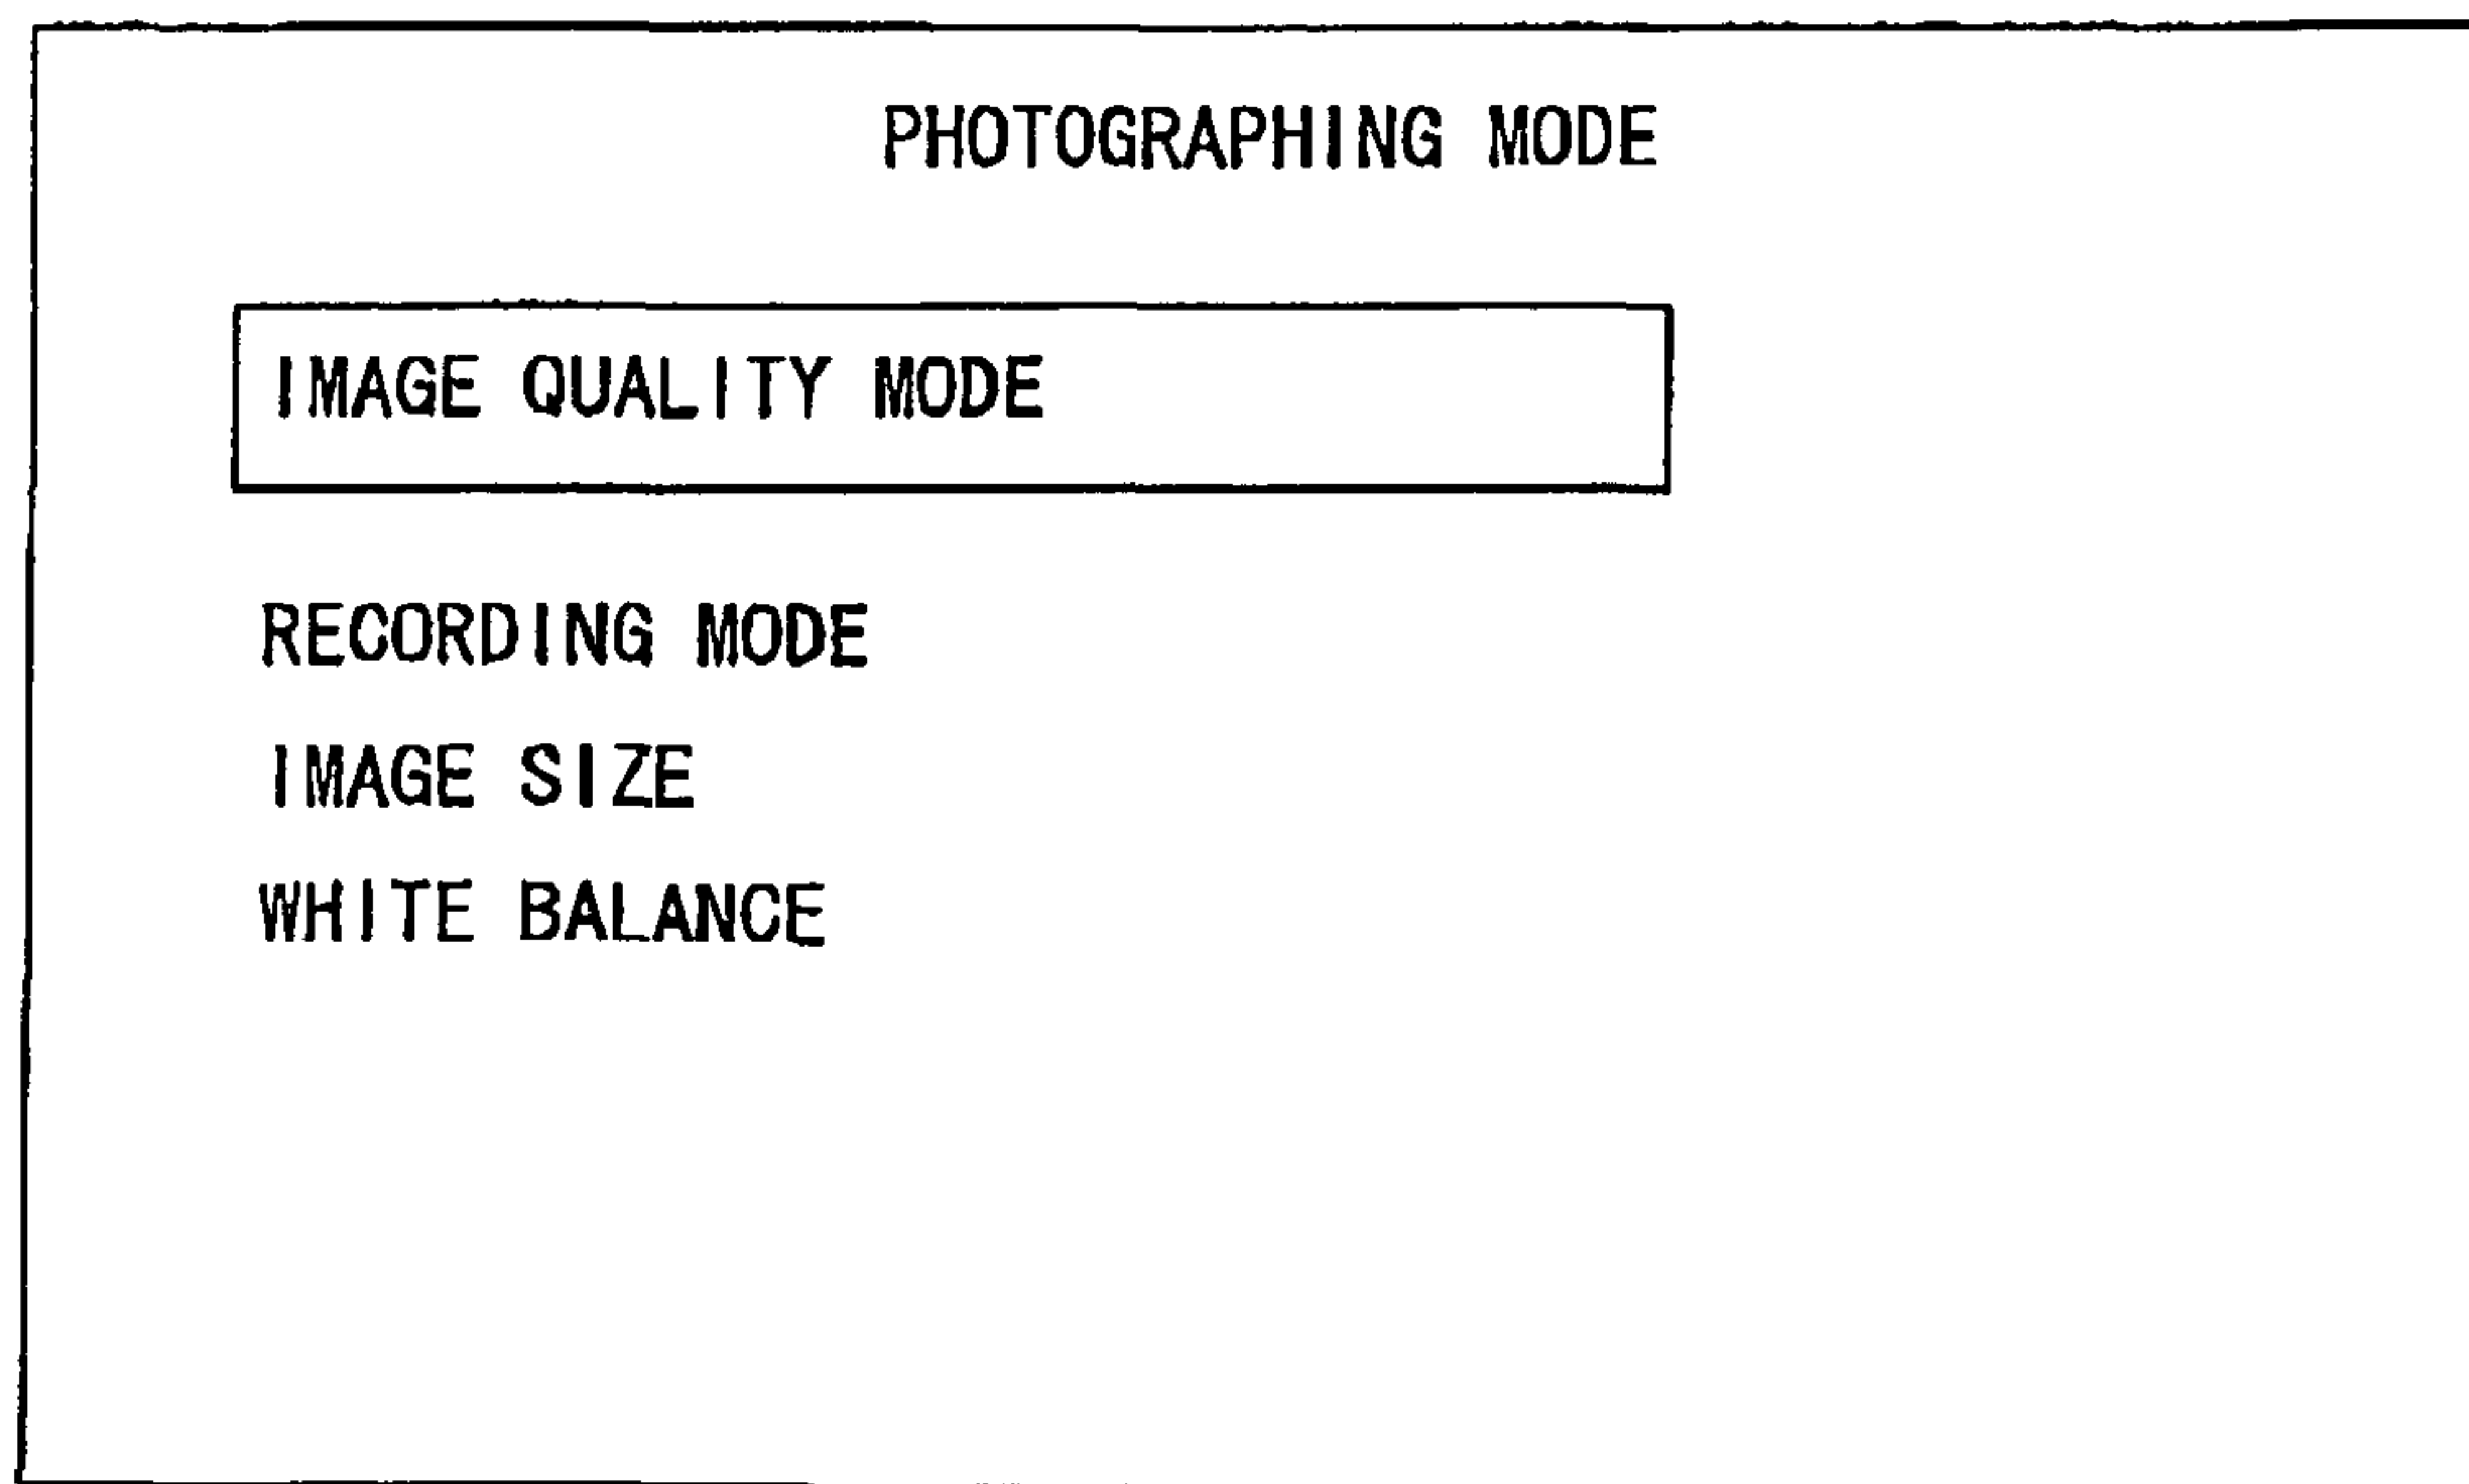 PHOTOGRAPHING MODE
IMAGE QUALITY MODE
RECORDING MODE
IMAGE SIZE
WHITE BALANCE